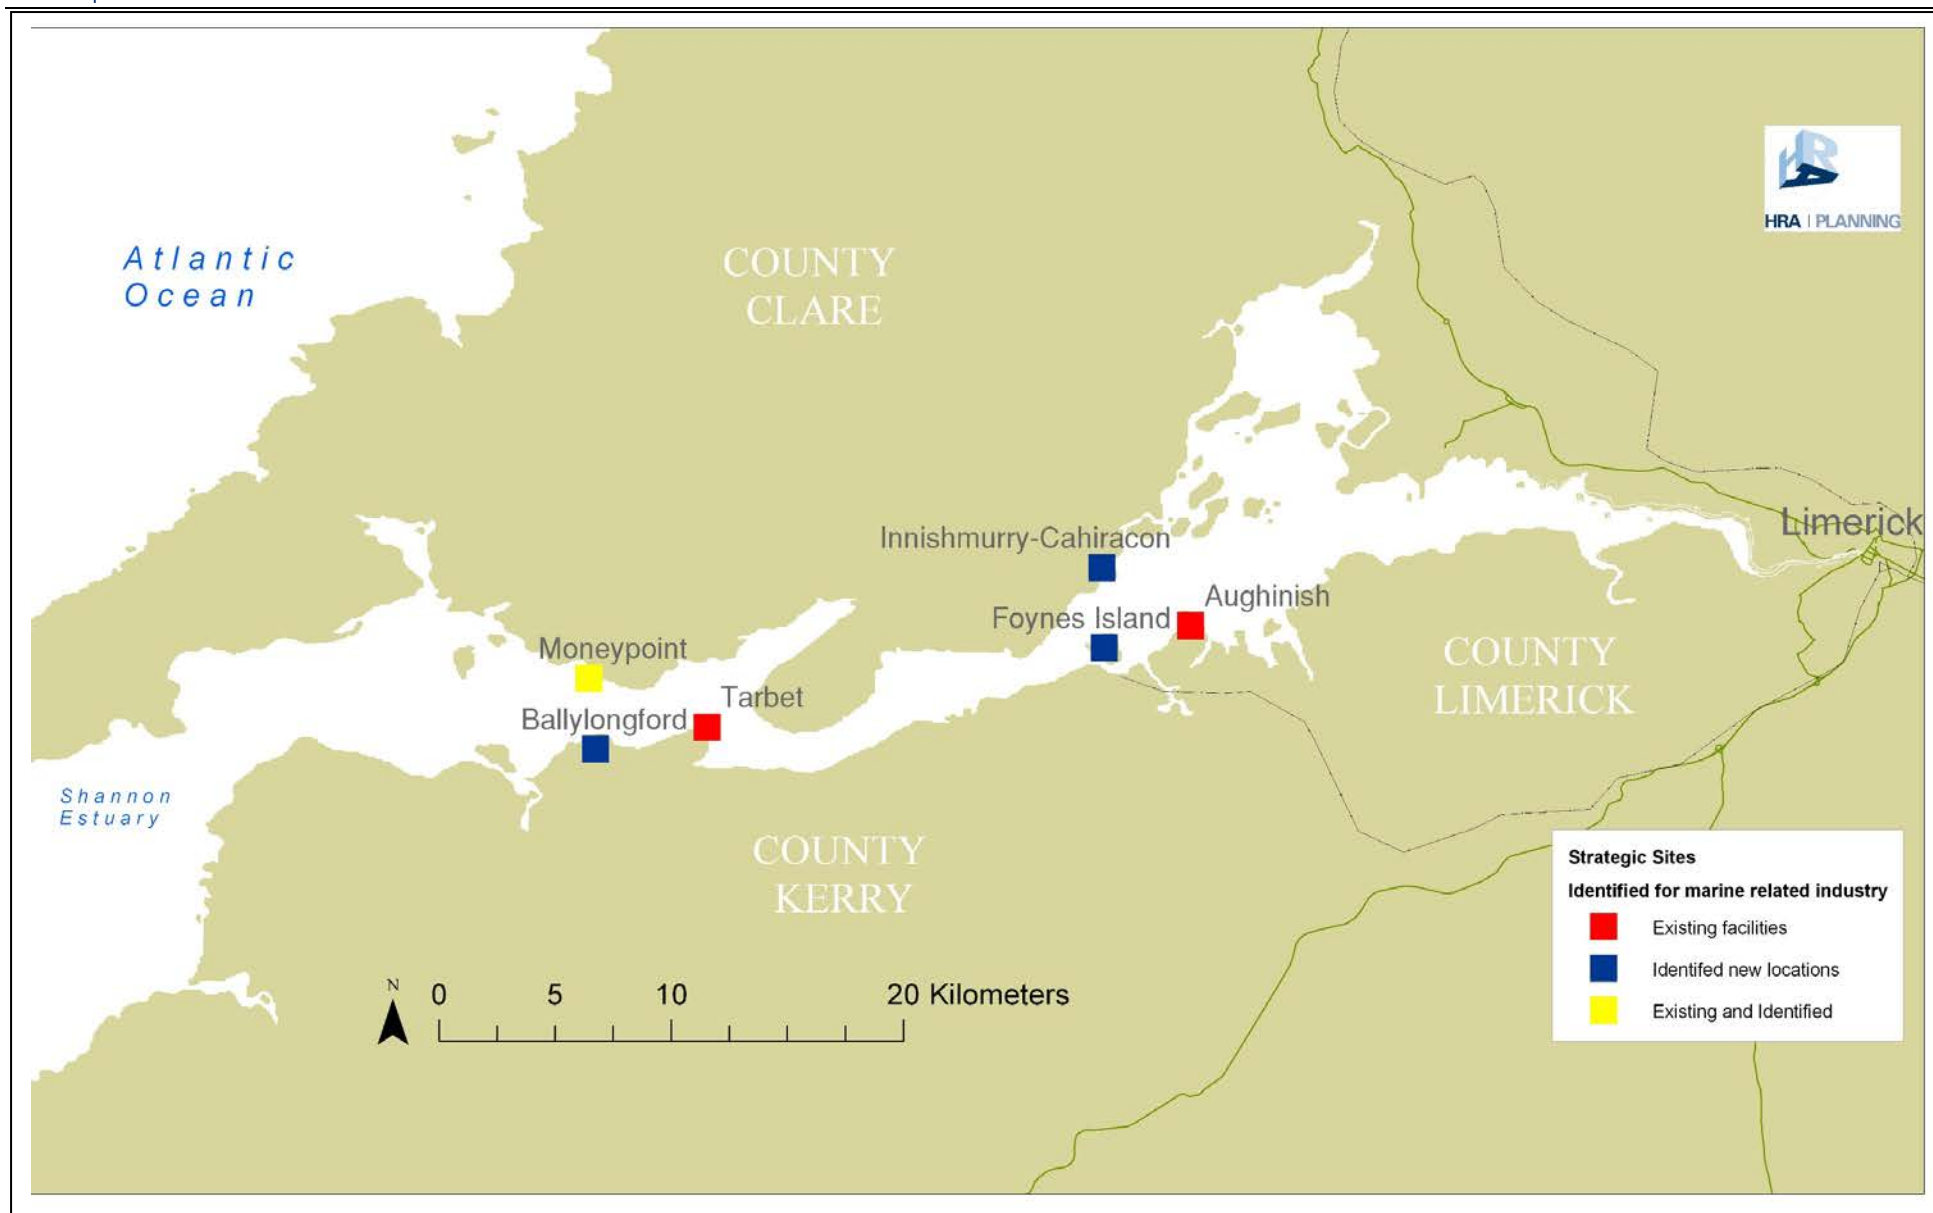 Atlantic
Ocean
COUNTY
CLARE
HRA | PLANNING
Limerick
Innishmurry-Cahiracon
Aughinish
Foynes Island
Moneypoint
Tarbet
Ballylongford
COUNTY
LIMERICK
Shannon
Estuary
COUNTY
KERRY
N
0 5 10 20 Kilometers
Strategic Sites
Identified for marine related industry
Existing facilities
Identifed new locations
Existing and Identified